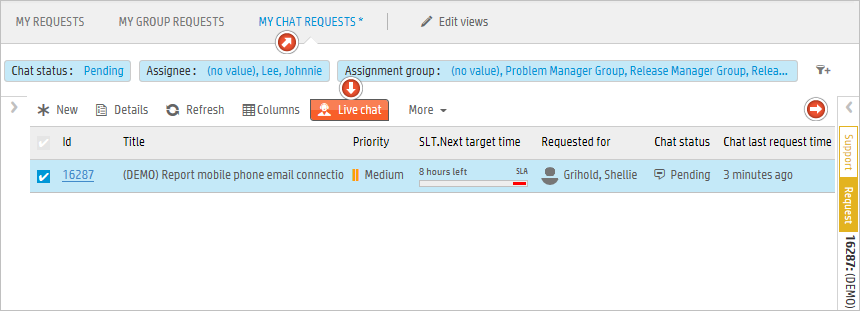 MY REQUESTS MY GROUP REQUESTS MY CHAT REQUESTS * Edit views
Chat status : Pending Assignee : (no value), Lee, Johnnie Assignment group : (no value), Problem Manager Group, Release Manager Group, Relea...
New Details Refresh Columns Live chat More
Id Title Priority SLT.Next target time Requested for Chat status Chat last request time
16287 (DEMO) Report mobile phone email connectio Medium 8 hours left SLA Grihold, Shellie Pending 3 minutes ago
Support
Request
16287: (DEMO)